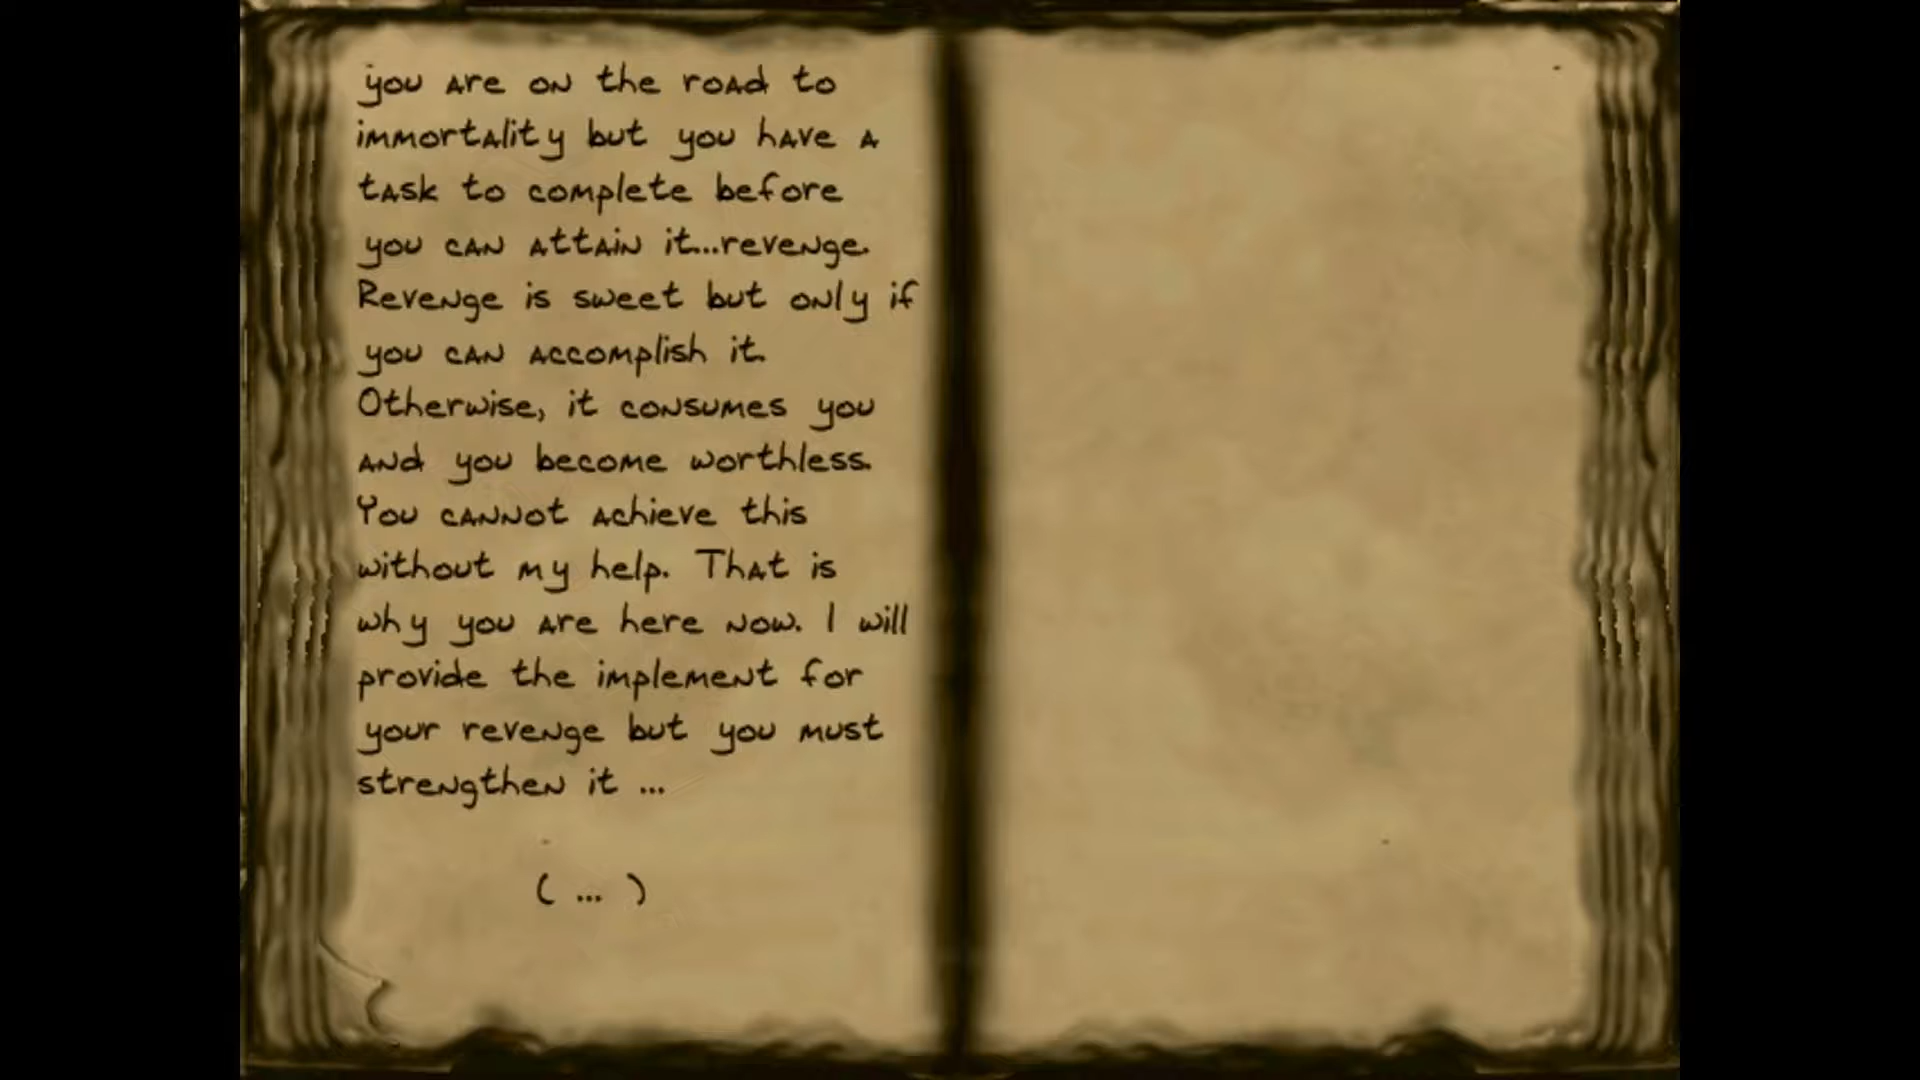 you are on the road to
immortality but you have a
task to complete before
you can attain it...revenge.
Revenge is sweet but only if
you can accomplish it.
Otherwise, it consumes you
and you become worthless.
You cannot achieve this
without my help. That is
why you are here now. I will
provide the implement for
your revenge but you must
strengthen it ...
( ... )